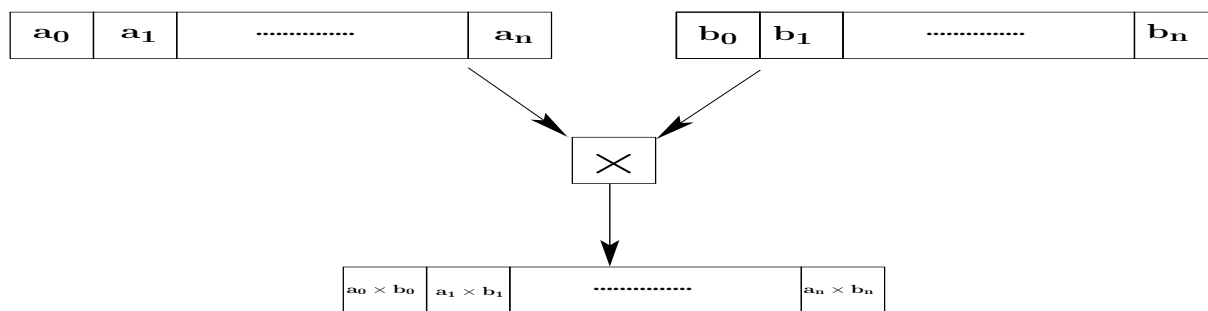 a₀ a₁ .............. aₙ b₀ b₁ .............. bₙ
×
a₀ × b₀ a₁ × b₁ .............. aₙ × bₙ